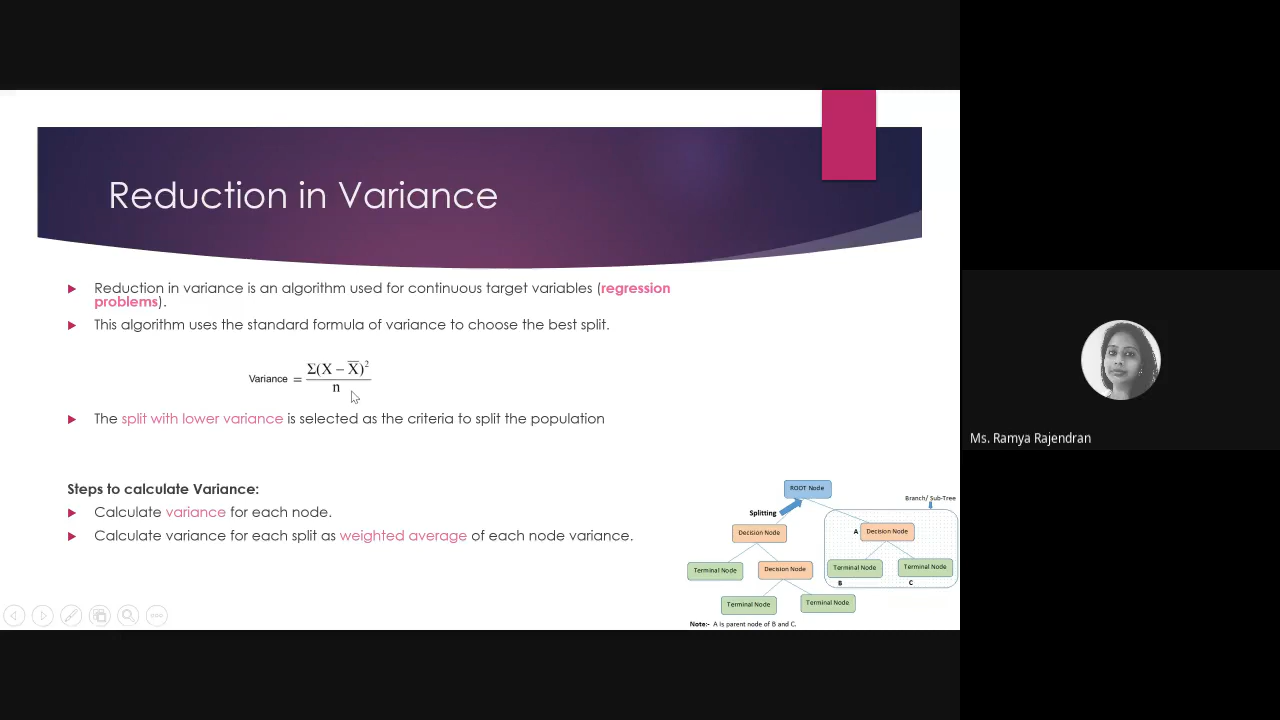 Reduction in Variance
Reduction in variance is an algorithm used for continuous target variables (regression
problems).
This algorithm uses the standard formula of variance to choose the best split.
Variance = Σ(X – X̅)² / n
The split with lower variance is selected as the criteria to split the population
Steps to calculate Variance:
Calculate variance for each node.
Calculate variance for each split as weighted average of each node variance.
ROOT Node
Branch/ Sub-Tree
Splitting
Decision Node
A
Decision Node
Terminal Node
Decision Node
Terminal Node
Terminal Node
B
C
Terminal Node
Terminal Node
Note:- A is parent node of B and C.
Ms. Ramya Rajendran